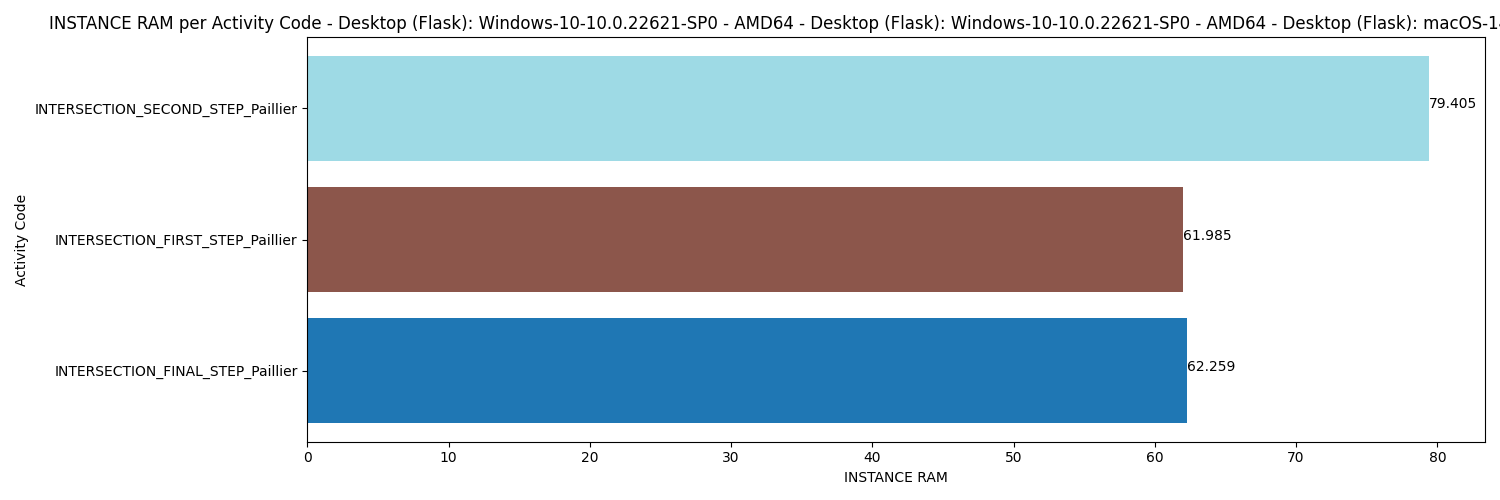 INSTANCE RAM per Activity Code - Desktop (Flask): Windows-10-10.0.22621-SP0 - AMD64 - Desktop (Flask): Windows-10-10.0.22621-SP0 - AMD64 - Desktop (Flask): macOS-1
INTERSECTION_SECOND_STEP_Paillier
79.405
INTERSECTION_FIRST_STEP_Paillier
61.985
INTERSECTION_FINAL_STEP_Paillier
62.259
Activity Code
0 10 20 30 40 50 60 70 80
INSTANCE RAM